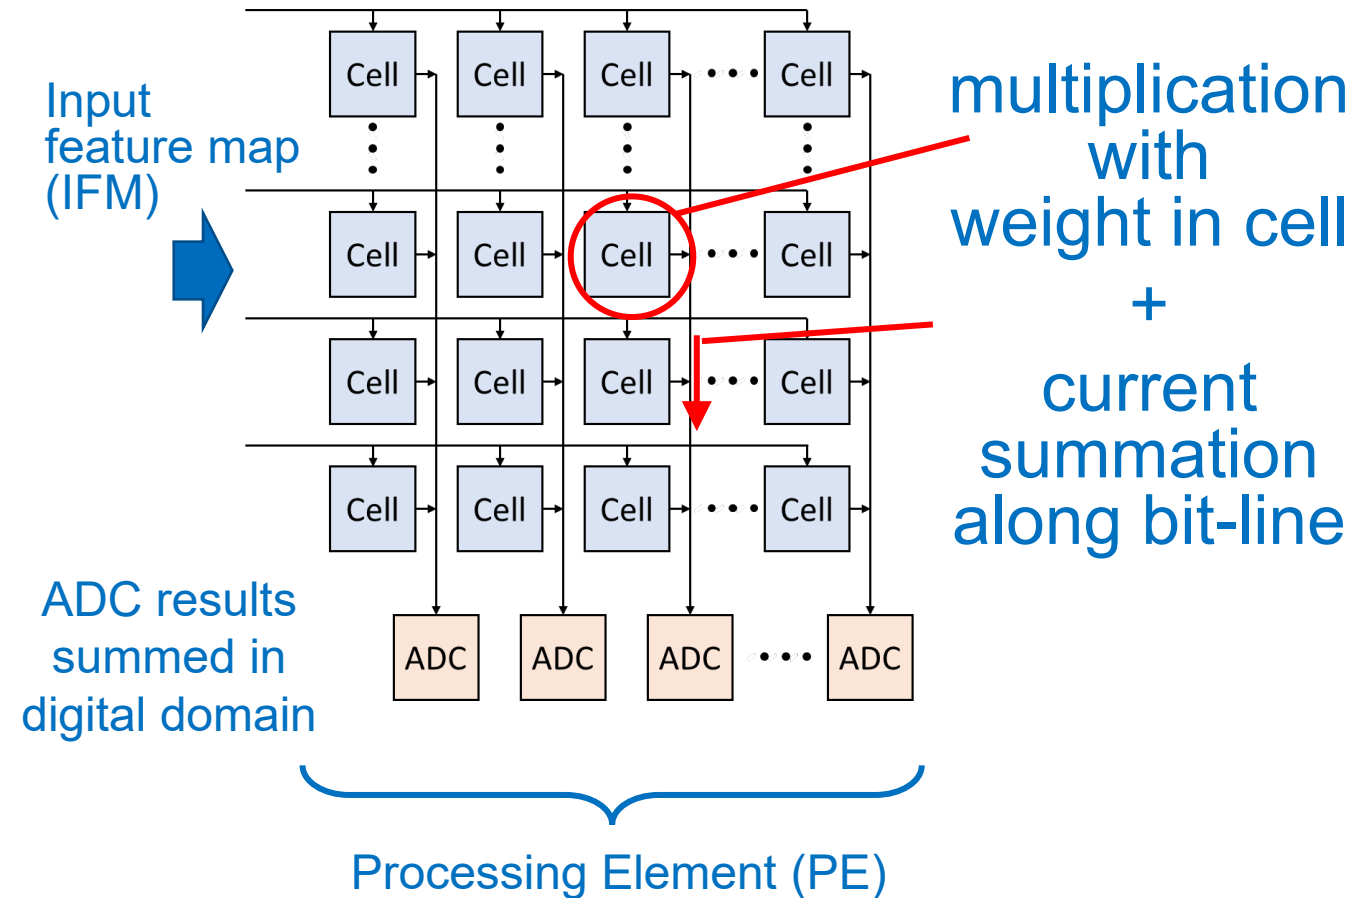 Cell Cell Cell Cell
Input
feature map
(IFM)
multiplication
with
weight in cell
+
current
summation
along bit-line
Cell Cell Cell Cell
Cell Cell Cell Cell
Cell Cell Cell Cell
ADC results
summed in
digital domain
ADC ADC ADC ADC
Processing Element (PE)